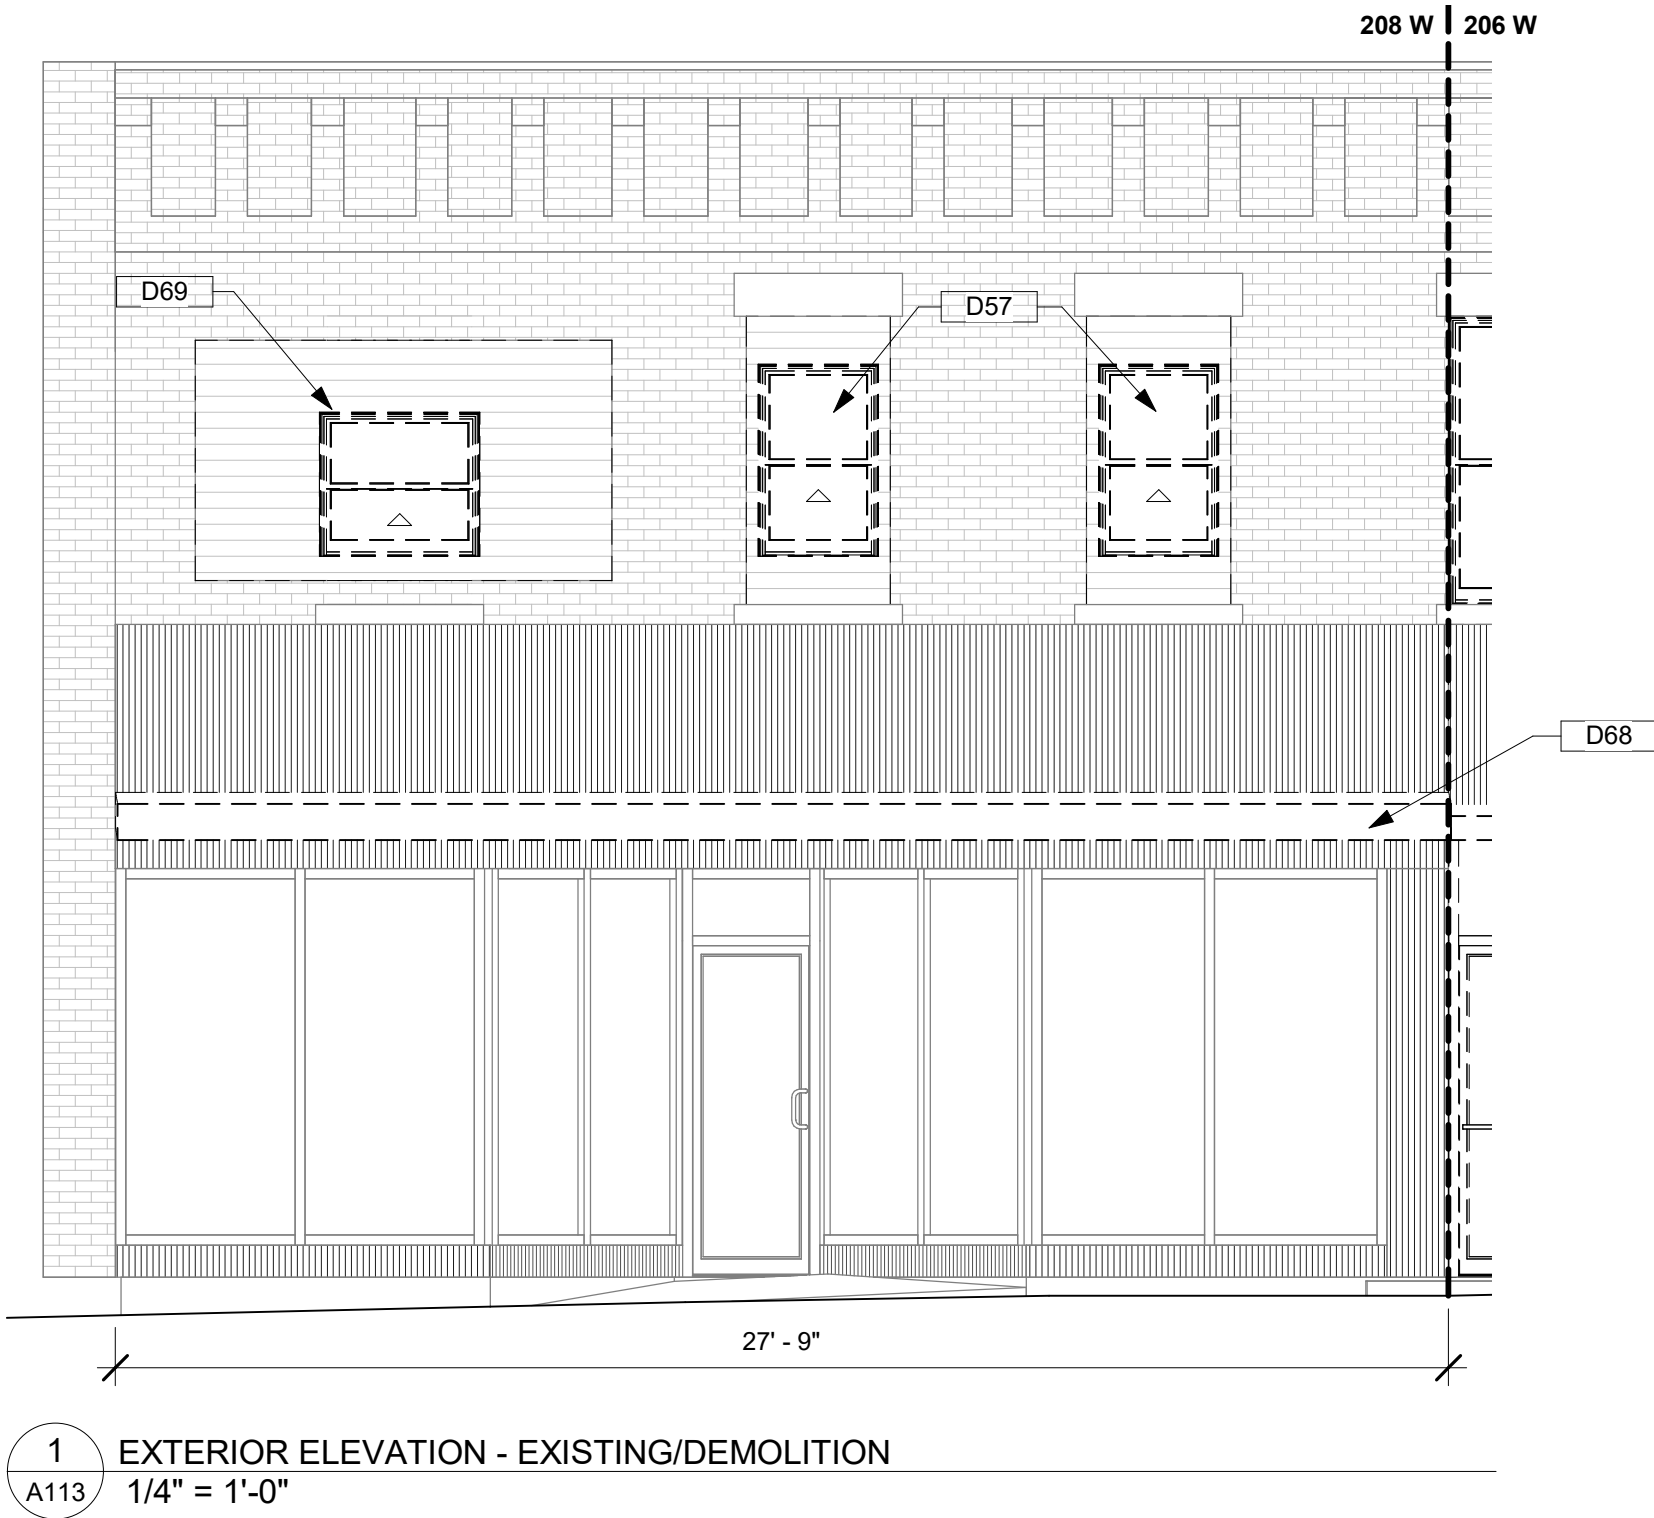 208 W 206 W
D69
D57
D68
27' - 9"
1
EXTERIOR ELEVATION - EXISTING/DEMOLITION
A113
1/4" = 1'-0"